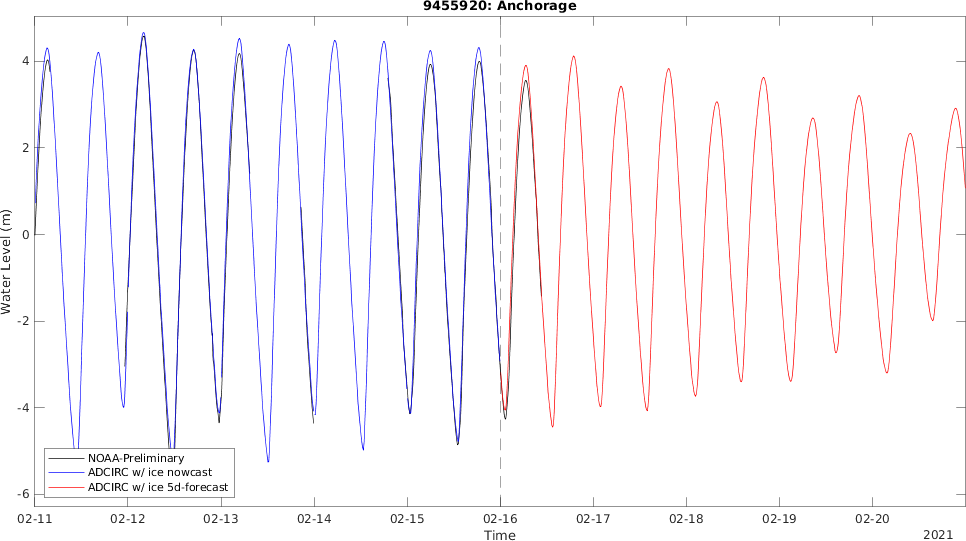 9455920: Anchorage
4
2
0
-2
-4
-6
Water Level (m)
NOAA-Preliminary
ADCIRC w/ ice nowcast
ADCIRC w/ ice 5d-forecast
02-11 02-12 02-13 02-14 02-15 02-16 02-17 02-18 02-19 02-20
Time
2021